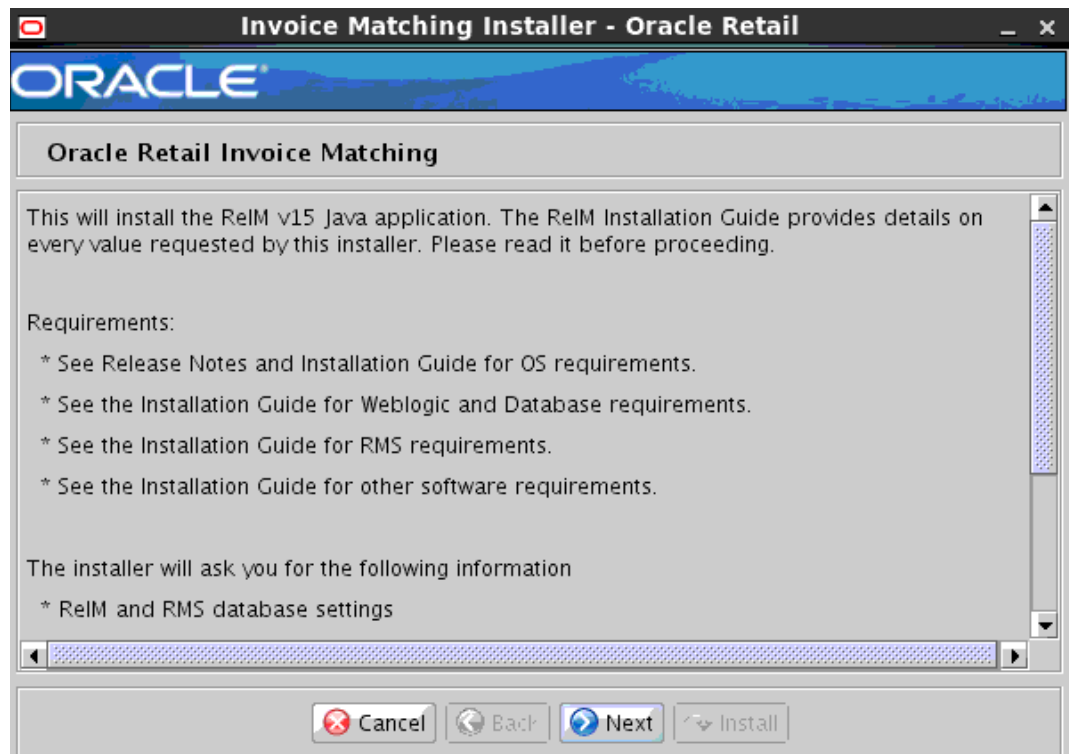 Invoice Matching Installer - Oracle Retail
ORACLE
Oracle Retail Invoice Matching
This will install the ReIM v15 Java application. The ReIM Installation Guide provides details on
every value requested by this installer. Please read it before proceeding.
Requirements:
* See Release Notes and Installation Guide for OS requirements.
* See the Installation Guide for Weblogic and Database requirements.
* See the Installation Guide for RMS requirements.
* See the Installation Guide for other software requirements.
The installer will ask you for the following information
* ReIM and RMS database settings
Cancel Back Next Install